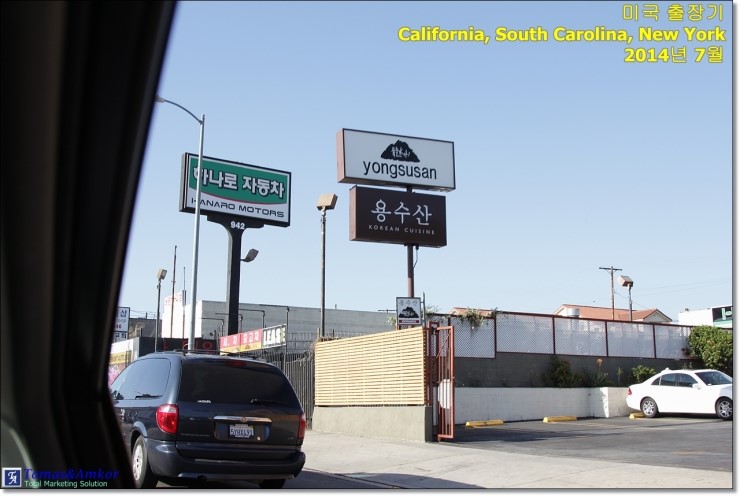 미국 출장기
California, South Carolina, New York
2014년 7월
yongsusan
용수산
KOREAN CUISINE
하나로 자동차
HANARO MOTORS
942
Tomas&Amkor
Total Marketing Solution